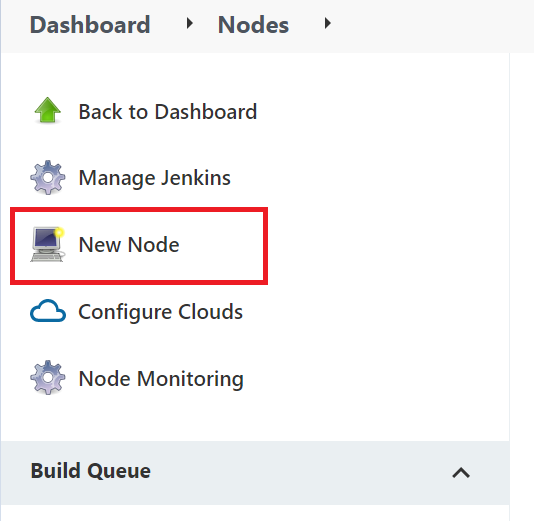 Dashboard Nodes
Back to Dashboard
Manage Jenkins
New Node
Configure Clouds
Node Monitoring
Build Queue